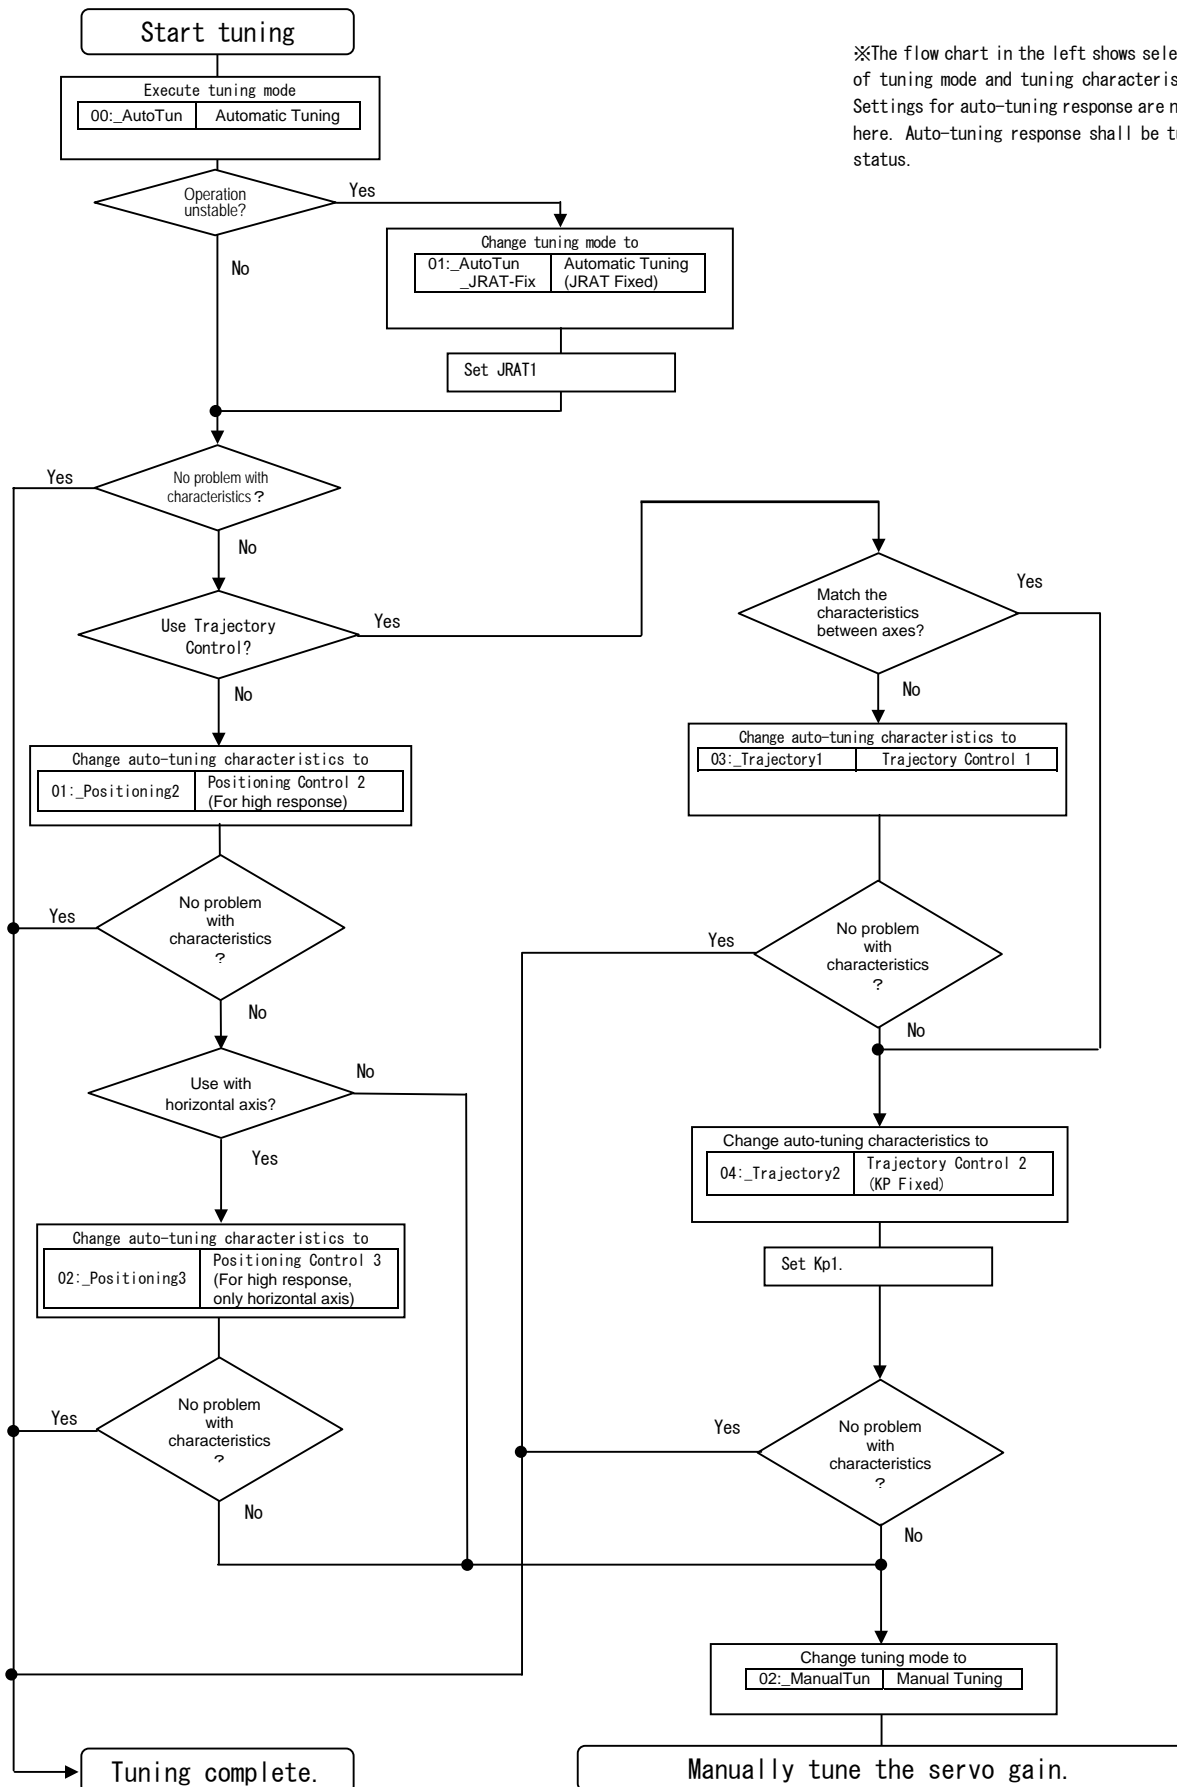 Start tuning
※The flow chart in the left shows
of tuning mode and tuning
Settings for auto-tuning response are
here. Auto-tuning response shall be
status.
Execute tuning mode
00:_AutoTun Automatic Tuning
Operation
unstable?
Yes
No
Change tuning mode to
01:_AutoTun Automatic Tuning
_JRAT-Fix (JRAT Fixed)
Set JRAT1
Yes
No problem with
characteristics ?
No
Use Trajectory
Control?
Yes
No
Match the
characteristics
between axes?
Yes
No
Change auto-tuning characteristics to
03:_Trajectory1 Trajectory Control 1
Change auto-tuning characteristics to
01:_Positioning2 Positioning Control 2
(For high response)
No problem
with
characteristics
?
Yes
No
No problem
with
characteristics
?
Yes
No
Use with
horizontal axis?
No
Yes
Change auto-tuning characteristics to
04:_Trajectory2 Trajectory Control 2
(KP Fixed)
Set Kp1.
Change auto-tuning characteristics to
02:_Positioning3 Positioning Control 3
(For high response,
only horizontal axis)
No problem
with
characteristics
?
Yes
No
No problem
with
characteristics
?
Yes
No
Change tuning mode to
02:_ManualTun Manual Tuning
Tuning complete.
Manually tune the servo gain.